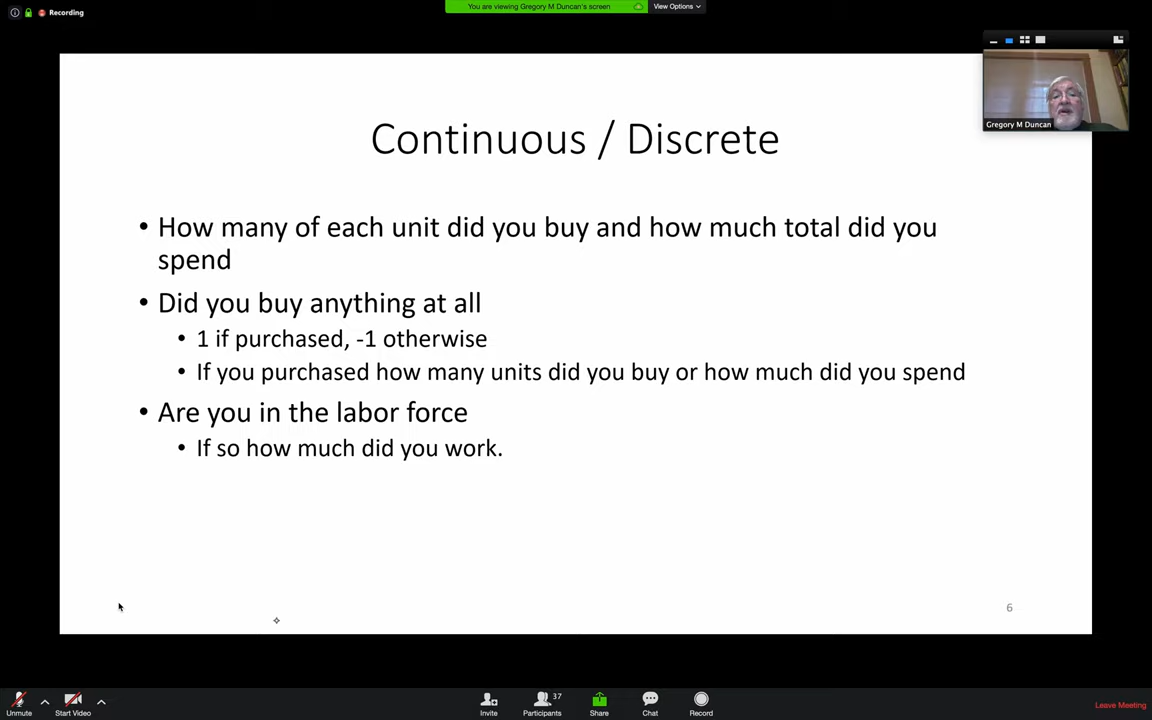 Recording
You are viewing Gregory M Duncan's screen
View Options
Gregory M Duncan
Continuous / Discrete
• How many of each unit did you buy and how much total did you
spend
• Did you buy anything at all
• 1 if purchased, -1 otherwise
• If you purchased how many units did you buy or how much did you spend
• Are you in the labor force
• If so how much did you work.
6
Unmute
Start Video
Invite
Participants 37
Share
Chat
Record
Leave Meeting